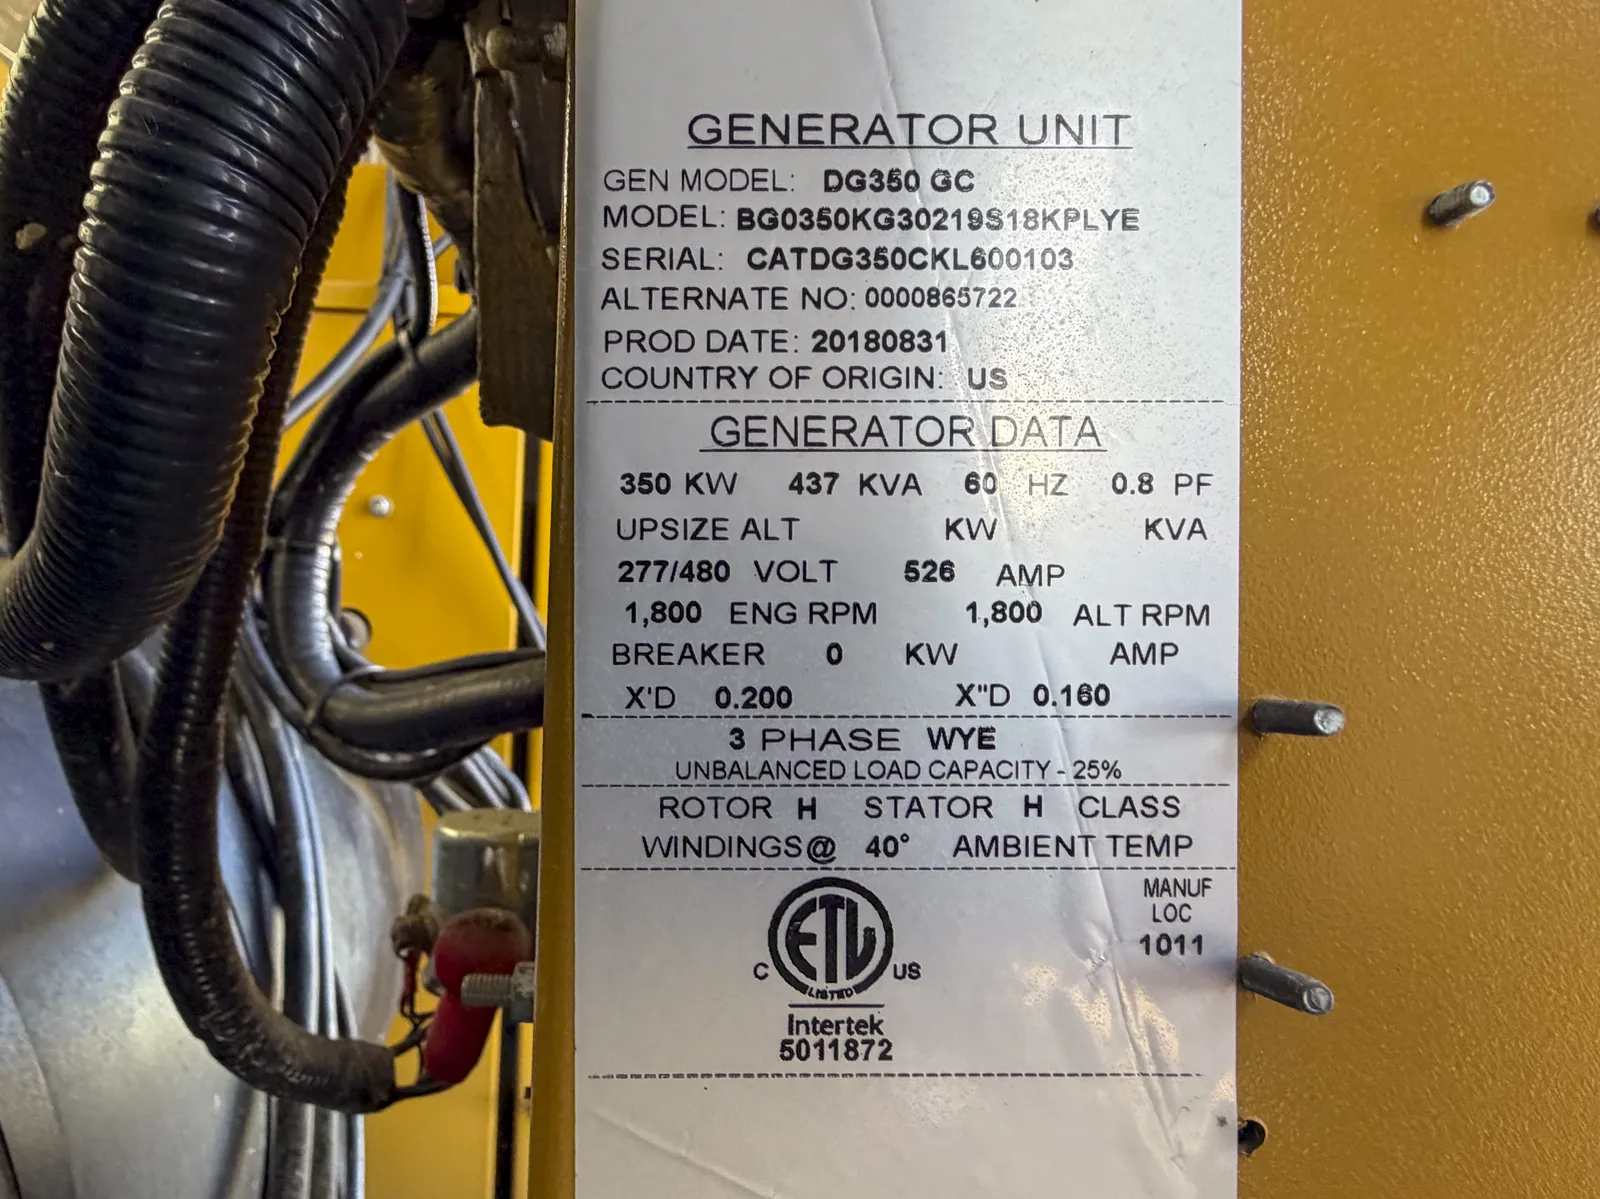 GENERATOR UNIT
GEN MODEL: DG350 GC
MODEL: BG0350KG30219S18KPLYE
SERIAL: CATDG350CKL600103
ALTERNATE NO: 0000865722
PROD DATE: 20180831
COUNTRY OF ORIGIN: US
GENERATOR DATA
350 KW 437 KVA 60 HZ 0.8 PF
UPSIZE ALT KW KVA
277/480 VOLT 526 AMP
1,800 ENG RPM 1,800 ALT RPM
BREAKER 0 KW AMP
X'D 0.200 X"D 0.160
3 PHASE WYE
UNBALANCED LOAD CAPACITY - 25%
ROTOR H STATOR H CLASS
WINDINGS@ 40° AMBIENT TEMP
MANUF
LOC
1011
ETL
C US
LISTED
Intertek
5011872